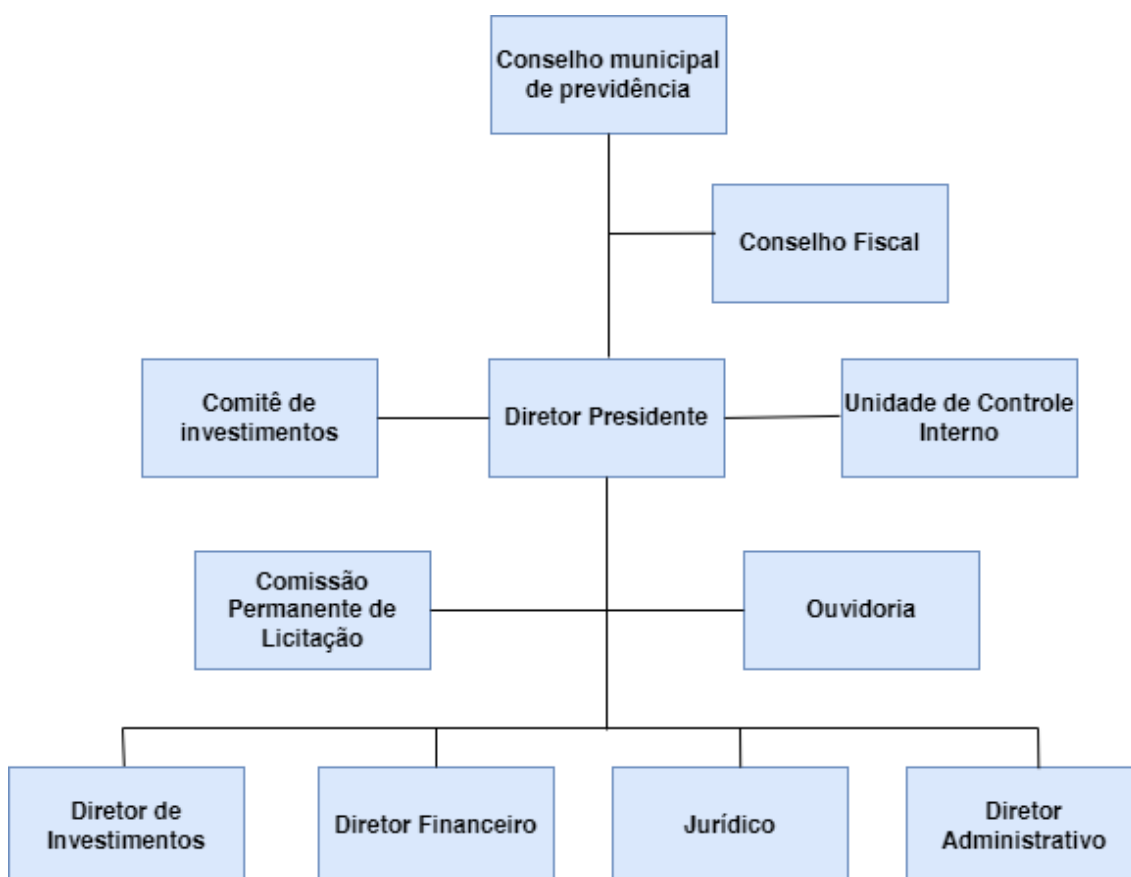 Conselho municipal
de previdência
Conselho Fiscal
Comitê de
investimentos
Diretor Presidente
Unidade de Controle
Interno
Comissão
Permanente de
Licitação
Ouvidoria
Diretor de
Investimentos
Diretor Financeiro
Jurídico
Diretor
Administrativo